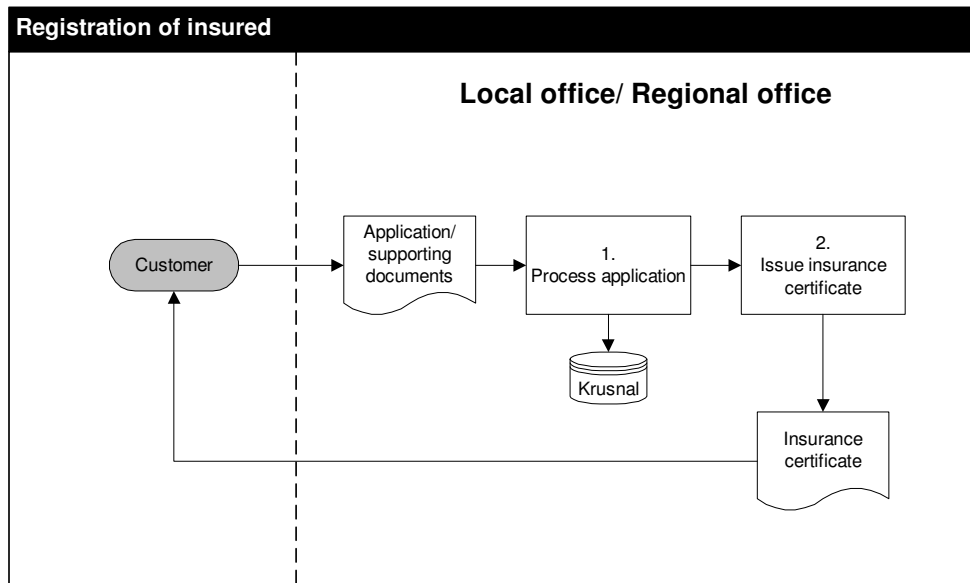 Registration of insured
Local office/ Regional office
Customer
Application/
supporting
documents
1.
Process application
2.
Issue insurance
certificate
Krusnal
Insurance
certificate